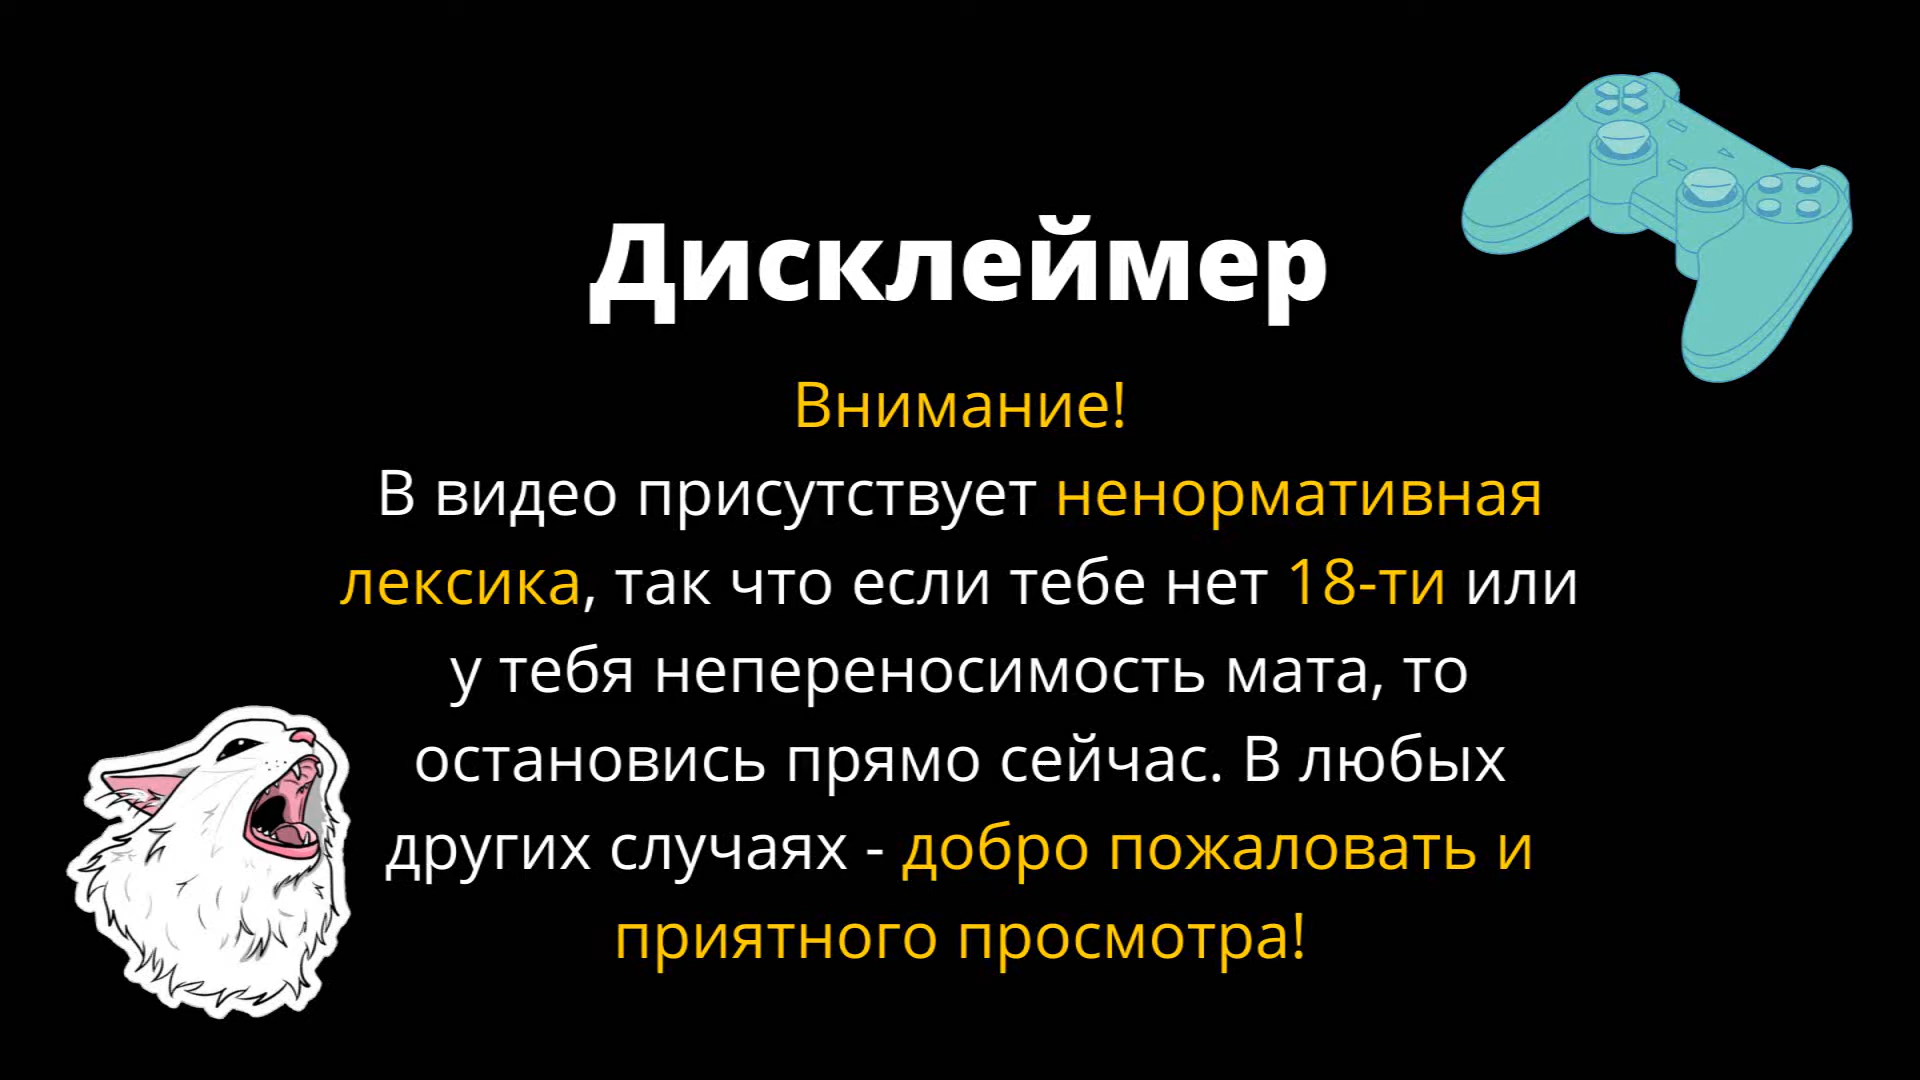 Дисклеймер
Внимание!
В видео присутствует ненормативная
лексика, так что если тебе нет 18-ти или
у тебя непереносимость мата, то
остановись прямо сейчас. В любых
других случаях - добро пожаловать и
приятного просмотра!